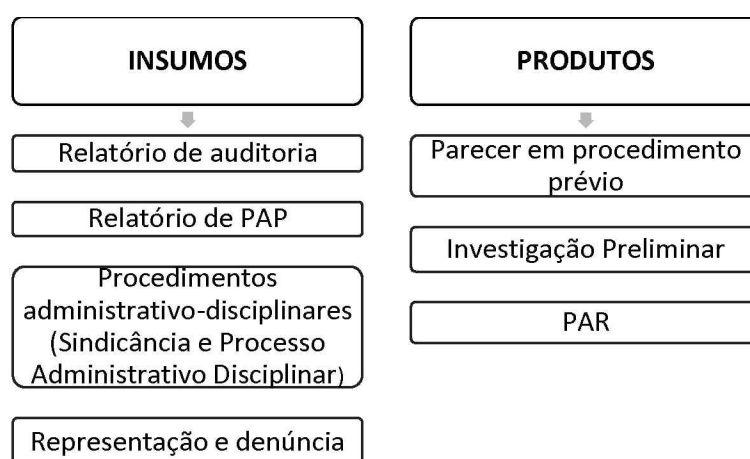 INSUMOS
Relatório de auditoria
Relatório de PAP
Procedimentos
administrativo-disciplinares
(Sindicância e Processo
Administrativo Disciplinar)
Representação e denúncia
PRODUTOS
Parecer em procedimento
prévio
Investigação Preliminar
PAR